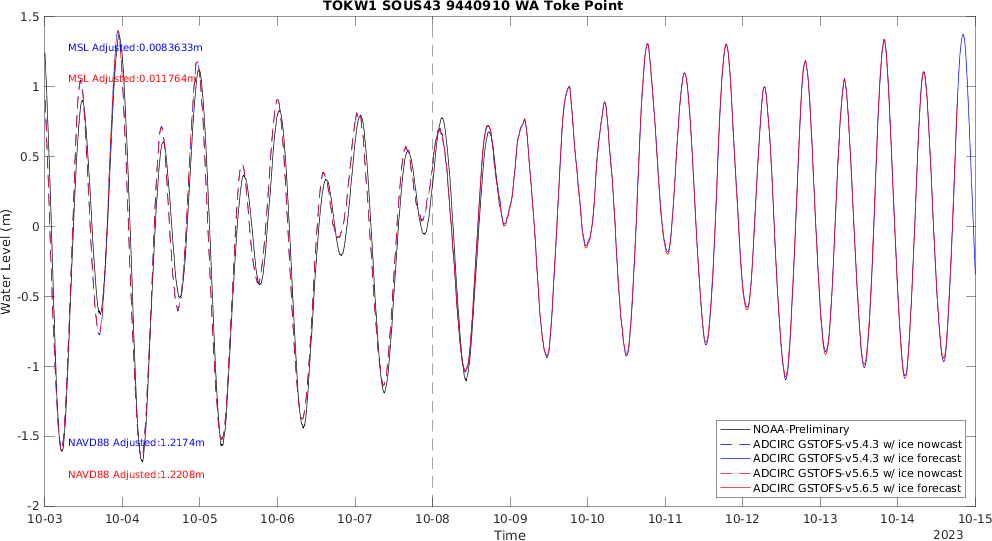 TOKW1 SOUS43 9440910 WA Toke Point
MSL Adjusted:0.0083633m
MSL Adjusted:0.011764m
NAVD88 Adjusted:1.2174m
NAVD88 Adjusted:1.2208m
Water Level (m)
1.5
1
0.5
0
-0.5
-1
-1.5
-2
NOAA-Preliminary
ADCIRC GSTOFS-v5.4.3 w/ ice nowcast
ADCIRC GSTOFS-v5.4.3 w/ ice forecast
ADCIRC GSTOFS-v5.6.5 w/ ice nowcast
ADCIRC GSTOFS-v5.6.5 w/ ice forecast
10-03 10-04 10-05 10-06 10-07 10-08 10-09 10-10 10-11 10-12 10-13 10-14 10-15
Time
2023